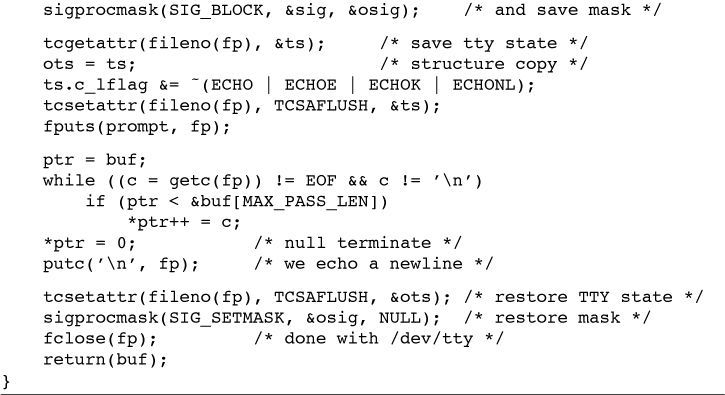 sigprocmask(SIG_BLOCK, &sig, &osig);    /* and save mask */
tcgetattr(fileno(fp), &ts);     /* save tty state */
ots = ts;                       /* structure copy */
ts.c_lflag &= ~(ECHO | ECHOE | ECHOK | ECHONL);
tcsetattr(fileno(fp), TCSAFLUSH, &ts);
fputs(prompt, fp);
ptr = buf;
while ((c = getc(fp)) != EOF && c != '\n')
    if (ptr < &buf[MAX_PASS_LEN])
        *ptr++ = c;
*ptr = 0;           /* null terminate */
putc('\n', fp);     /* we echo a newline */
tcsetattr(fileno(fp), TCSAFLUSH, &ots); /* restore TTY state */
sigprocmask(SIG_SETMASK, &osig, NULL);  /* restore mask */
fclose(fp);         /* done with /dev/tty */
return(buf);
}